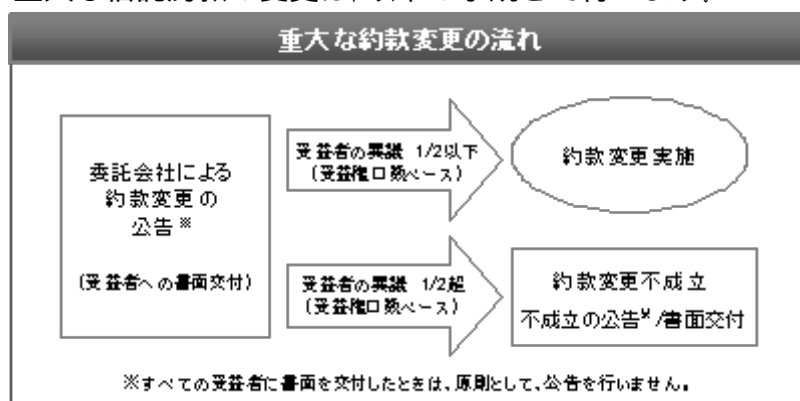 重大な約款変更の流れ
委託会社による
約款変更の
公告※
(受益者への書面交付)
受益者の異議 1/2以下
(受益権口数ベース)
約款変更実施
受益者の異議 1/2超
(受益権口数ベース)
約款変更不成立
不成立の公告※/書面交付
※すべての受益者に書面を交付したときは、原則として、公告を行いません。